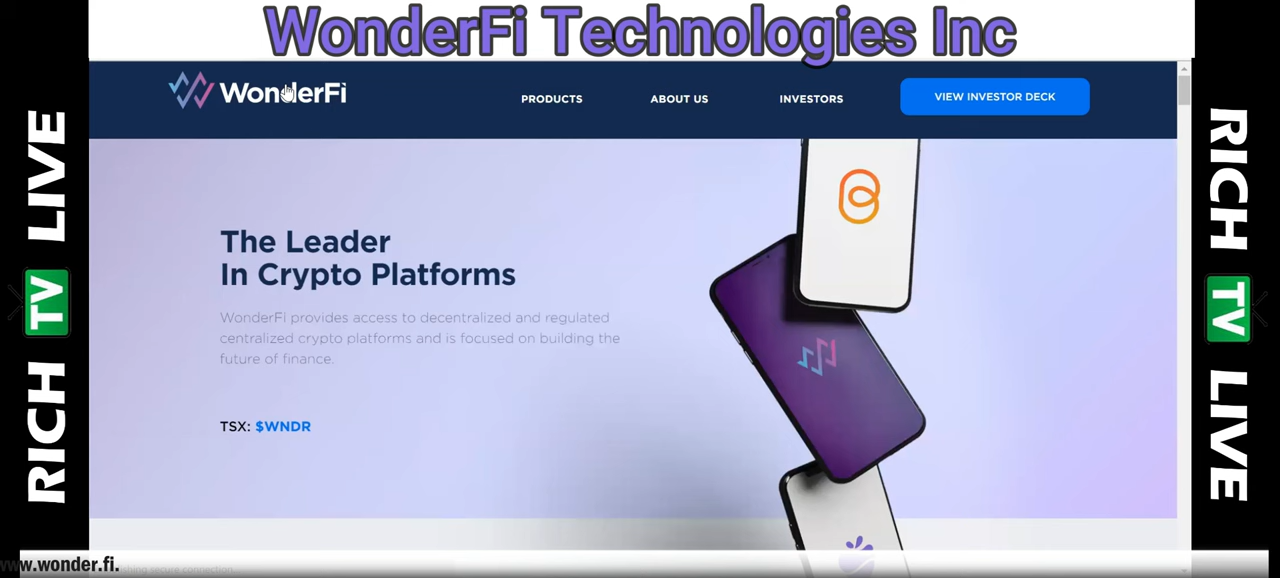 WonderFi Technologies Inc
WonderFi
PRODUCTS
ABOUT US
INVESTORS
VIEW INVESTOR DECK
The Leader
In Crypto Platforms
WonderFi provides access to decentralized and regulated
centralized crypto platforms and is focused on building the
future of finance.
TSX: $WNDR
RICH TV LIVE
RICH TV LIVE
www.wonder.fi.
secure connection...